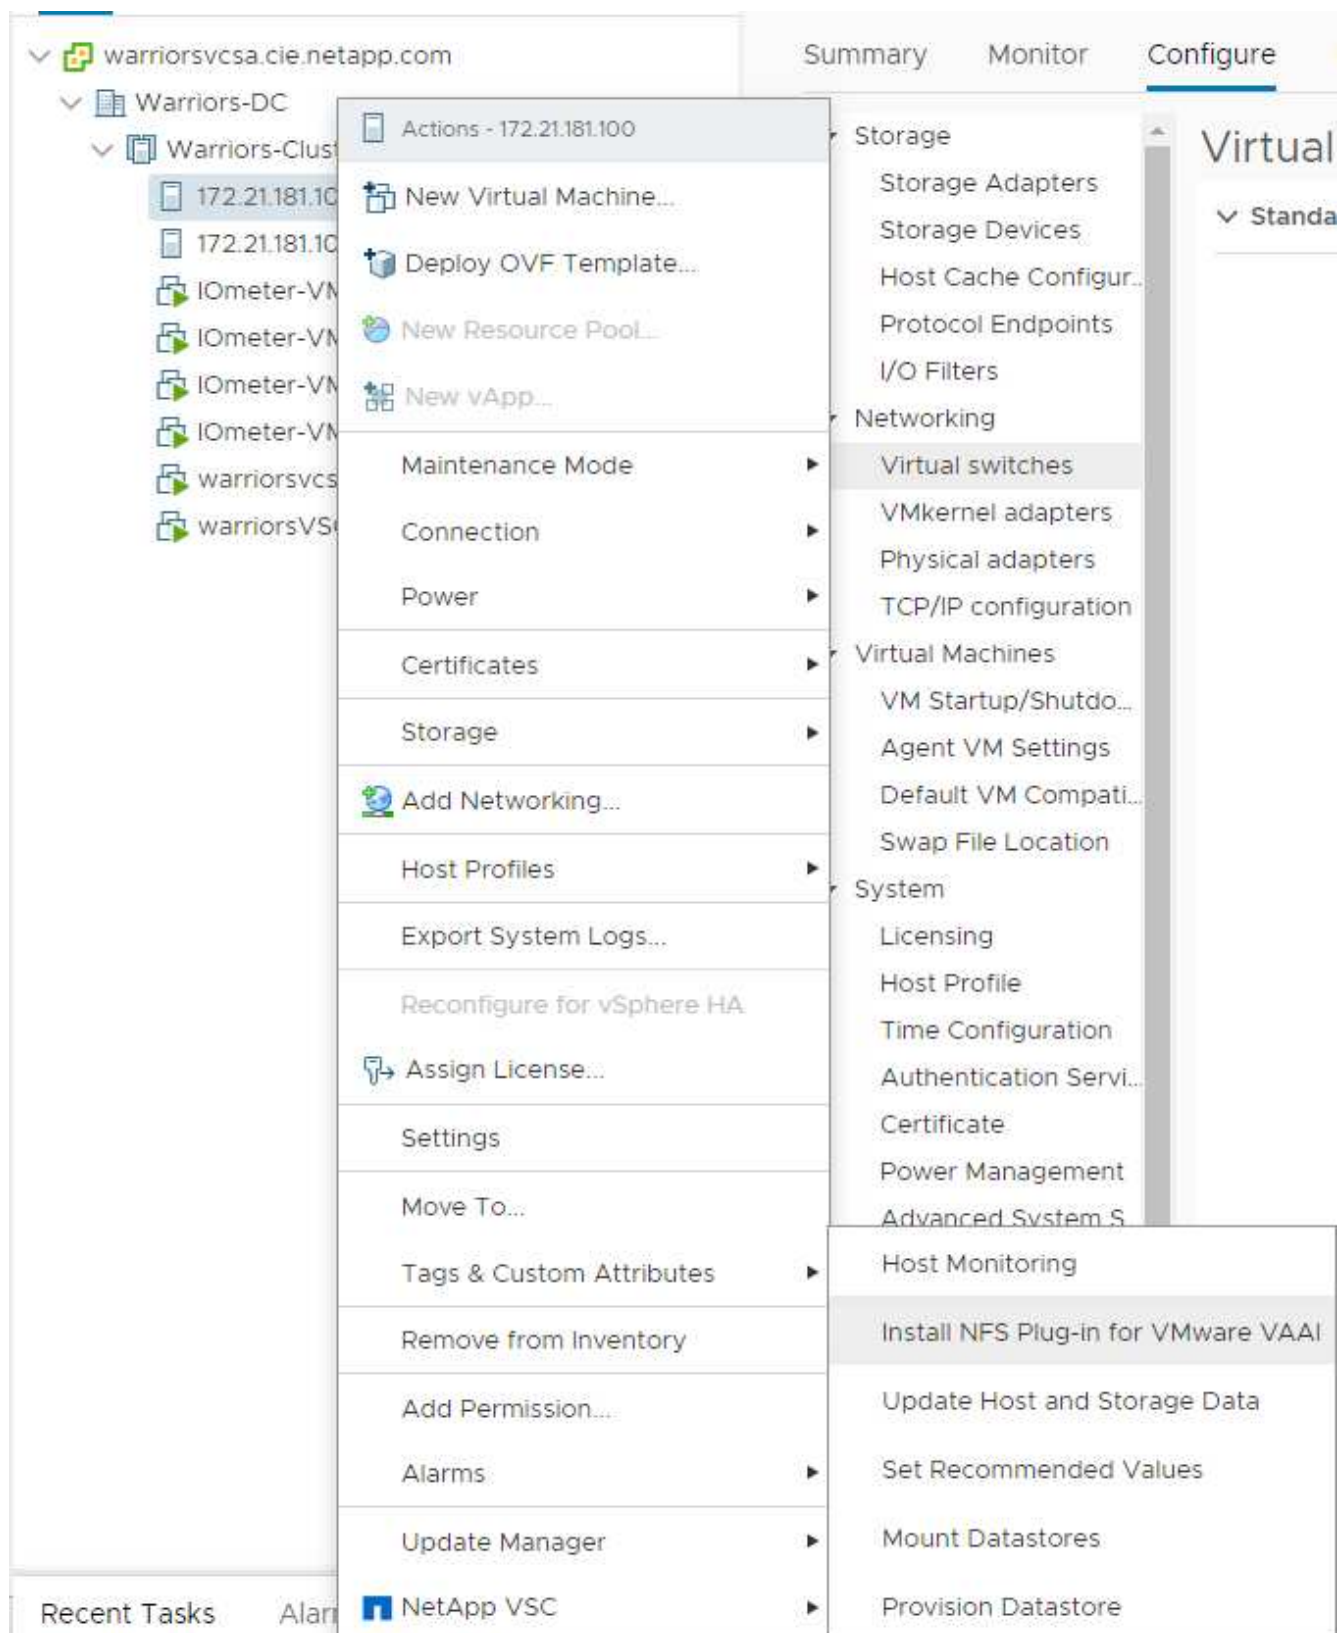 warriorsvcsa.cie.netapp.com
Warriors-DC
Warriors-Clust
172.21.181.10
172.21.181.10
IOmeter-VM
IOmeter-VM
IOmeter-VM
IOmeter-VM
warriorsvcs
warriorsVSC
Actions - 172.21.181.100
New Virtual Machine...
Deploy OVF Template...
New Resource Pool...
New vApp...
Maintenance Mode
Connection
Power
Certificates
Storage
Add Networking...
Host Profiles
Export System Logs...
Reconfigure for vSphere HA
Assign License...
Settings
Move To...
Tags & Custom Attributes
Remove from Inventory
Add Permission...
Alarms
Update Manager
NetApp VSC
Summary Monitor Configure
Storage
Storage Adapters
Storage Devices
Host Cache Configur...
Protocol Endpoints
I/O Filters
Networking
Virtual switches
VMkernel adapters
Physical adapters
TCP/IP configuration
Virtual Machines
VM Startup/Shutdo...
Agent VM Settings
Default VM Compati...
Swap File Location
System
Licensing
Host Profile
Time Configuration
Authentication Servi...
Certificate
Power Management
Advanced System S
Host Monitoring
Install NFS Plug-in for VMware VAAI
Update Host and Storage Data
Set Recommended Values
Mount Datastores
Provision Datastore
Virtual
Standa
Recent Tasks Alar